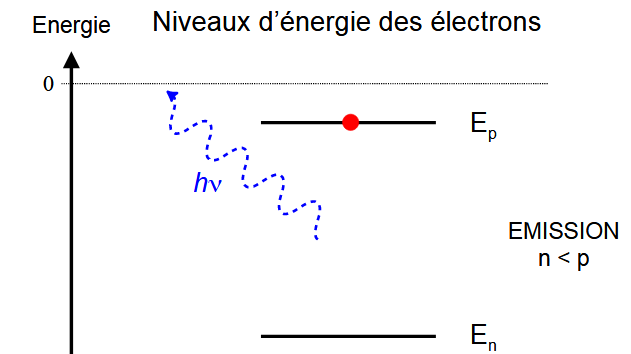 Energie
Niveaux d’énergie des électrons
0
Eₚ
hν
EMISSION
n < p
Eₙ